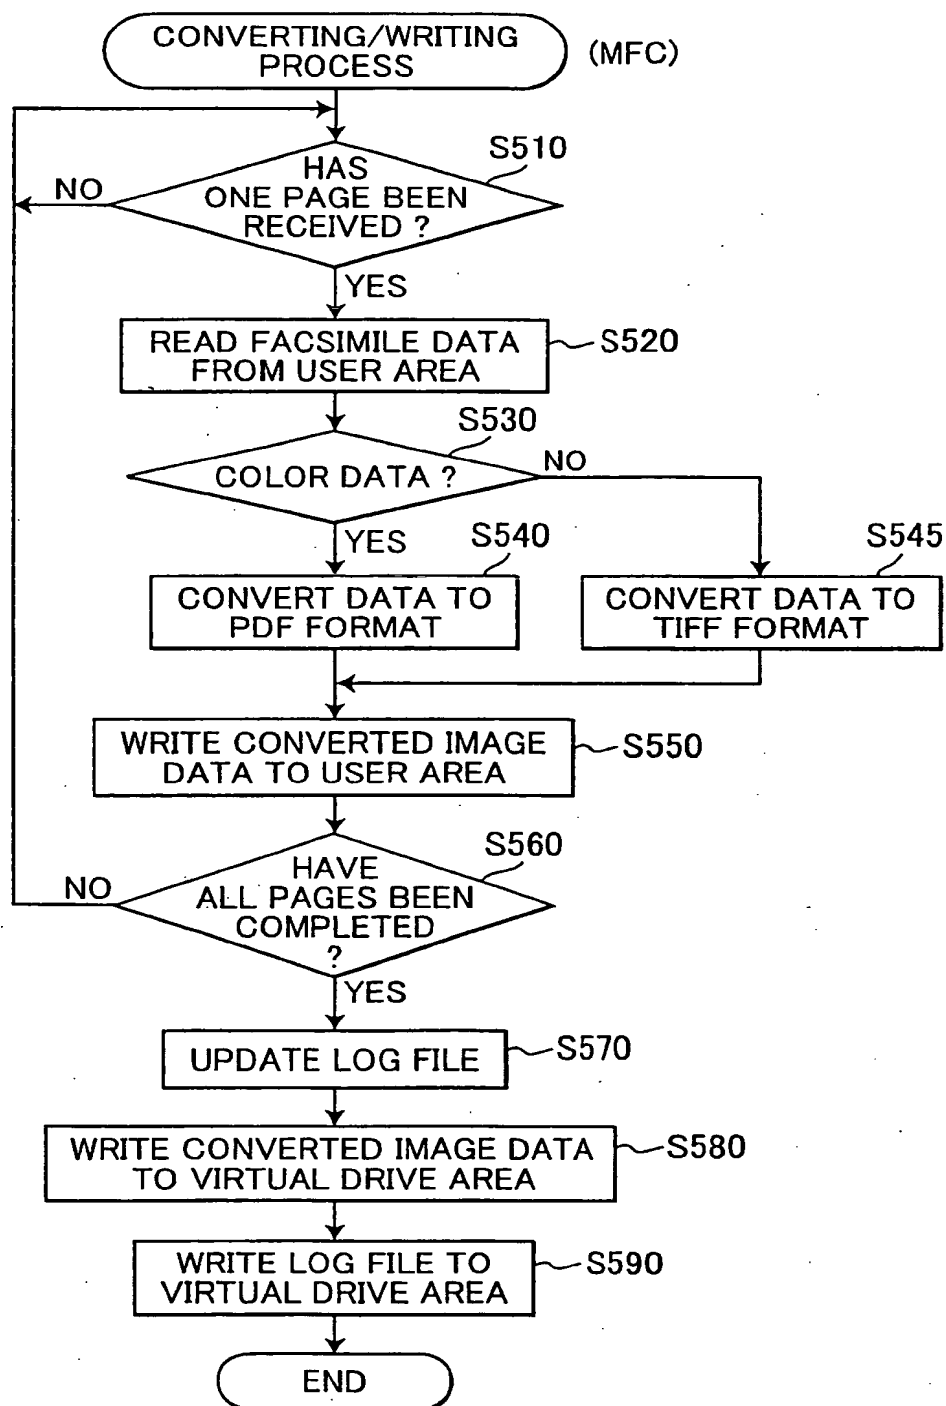 CONVERTING/WRITING
PROCESS
(MFC)
S510
HAS
ONE PAGE BEEN
RECEIVED ?
NO
YES
READ FACSIMILE DATA
FROM USER AREA
S520
S530
COLOR DATA ?
NO
YES
S540
S545
CONVERT DATA TO
PDF FORMAT
CONVERT DATA TO
TIFF FORMAT
WRITE CONVERTED IMAGE
DATA TO USER AREA
S550
S560
HAVE
ALL PAGES BEEN
COMPLETED
?
NO
YES
UPDATE LOG FILE
S570
WRITE CONVERTED IMAGE DATA
TO VIRTUAL DRIVE AREA
S580
WRITE LOG FILE TO
VIRTUAL DRIVE AREA
S590
END